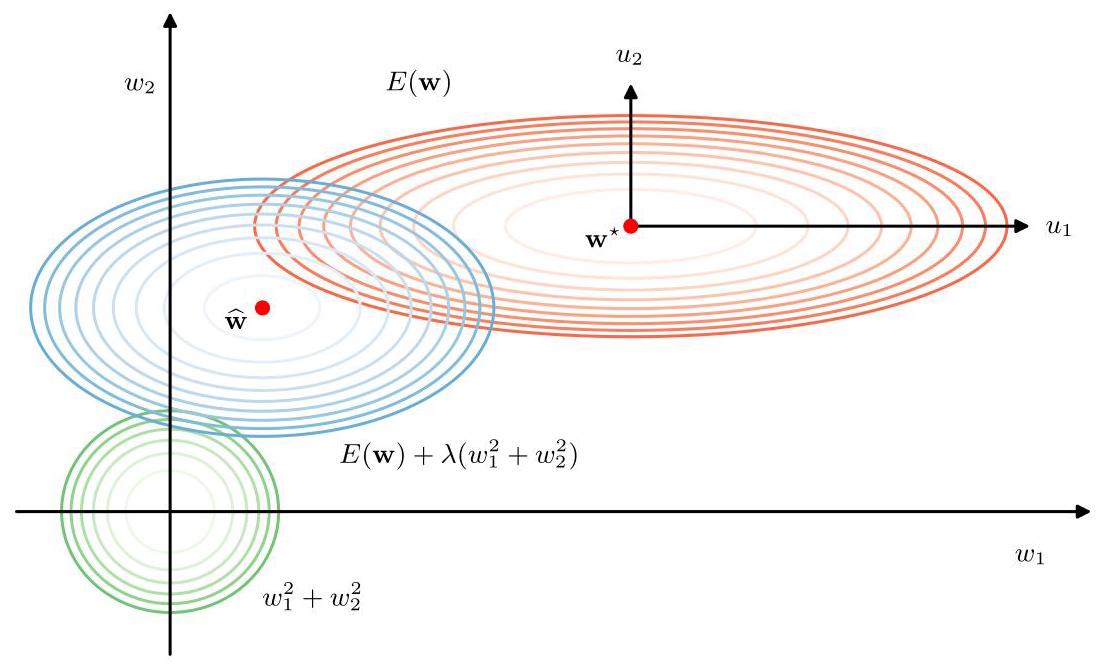 u₂
w₂
E(𝐰)
𝐰⋆
u₁
𝐰̂
E(𝐰) + λ(w₁² + w₂²)
w₁
w₁² + w₂²